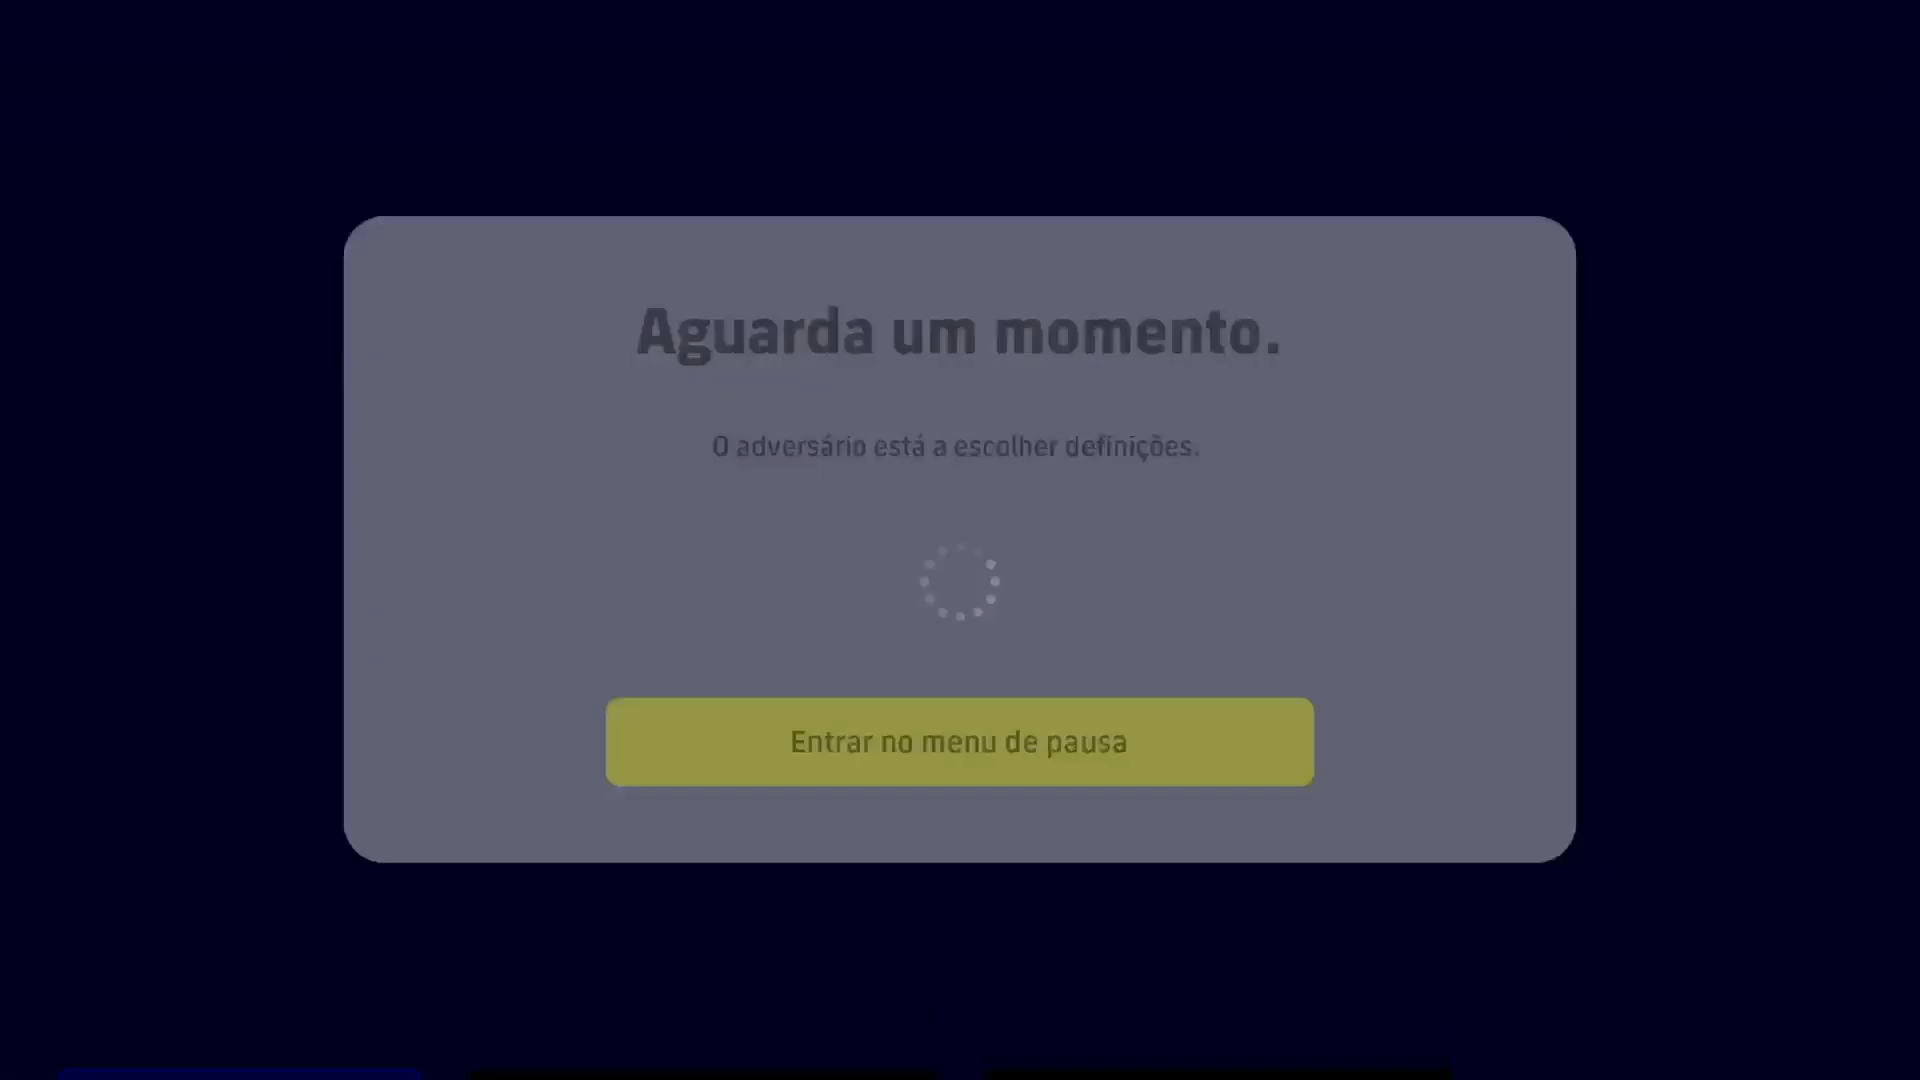 Aguarda um momento.
O adversário está a escolher definições.
Entrar no menu de pausa